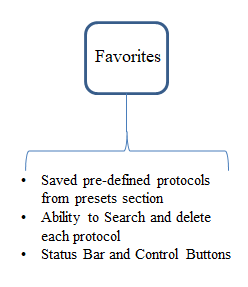 Favorites
• Saved pre-defined protocols
from presets section
• Ability to Search and delete
each protocol
• Status Bar and Control Buttons